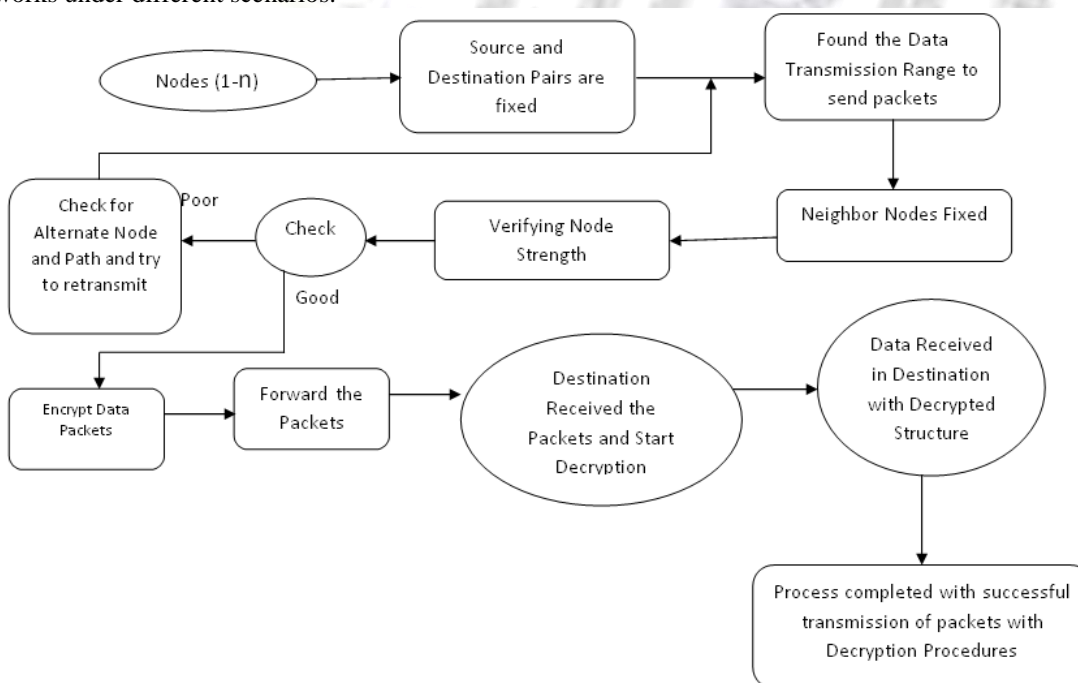 works under different scenarios.
Nodes (1-n)
Source and
Destination Pairs are
fixed
Found the Data
Transmission Range to
send packets
Neighbor Nodes Fixed
Verifying Node
Strength
Check
Poor
Good
Check for
Alternate Node
and Path and try
to retransmit
Encrypt Data
Packets
Forward the
Packets
Destination
Received the
Packets and Start
Decryption
Data Received
in Destination
with Decrypted
Structure
Process completed with successful
transmission of packets with
Decryption Procedures